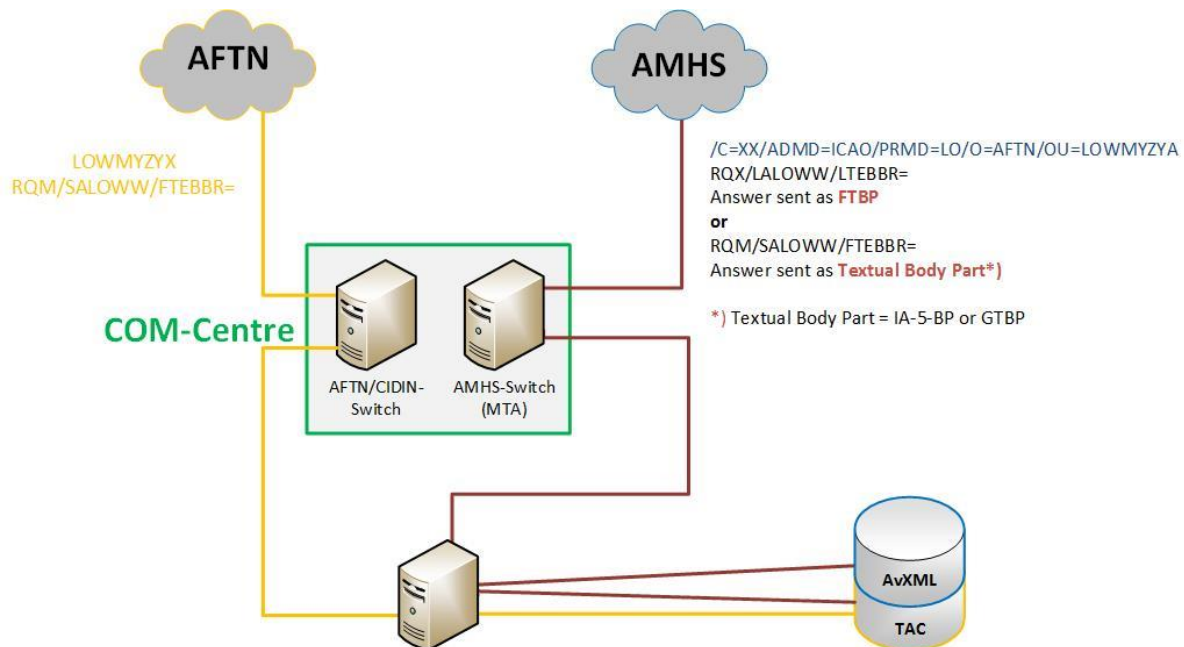 AFTN
AMHS
LOWMYZYX
RQM/SALOWW/FTEBBR=
/C=XX/ADMD=ICAO/PRMD=LO/O=AFTN/OU=LOWMYZYA
RQX/LALOWW/LTEBBR=
Answer sent as FTBP
or
RQM/SALOWW/FTEBBR=
Answer sent as Textual Body Part*)
*) Textual Body Part = IA-5-BP or GTBP
COM-Centre
AFTN/CIDIN-
Switch
AMHS-Switch
(MTA)
AvXML
TAC